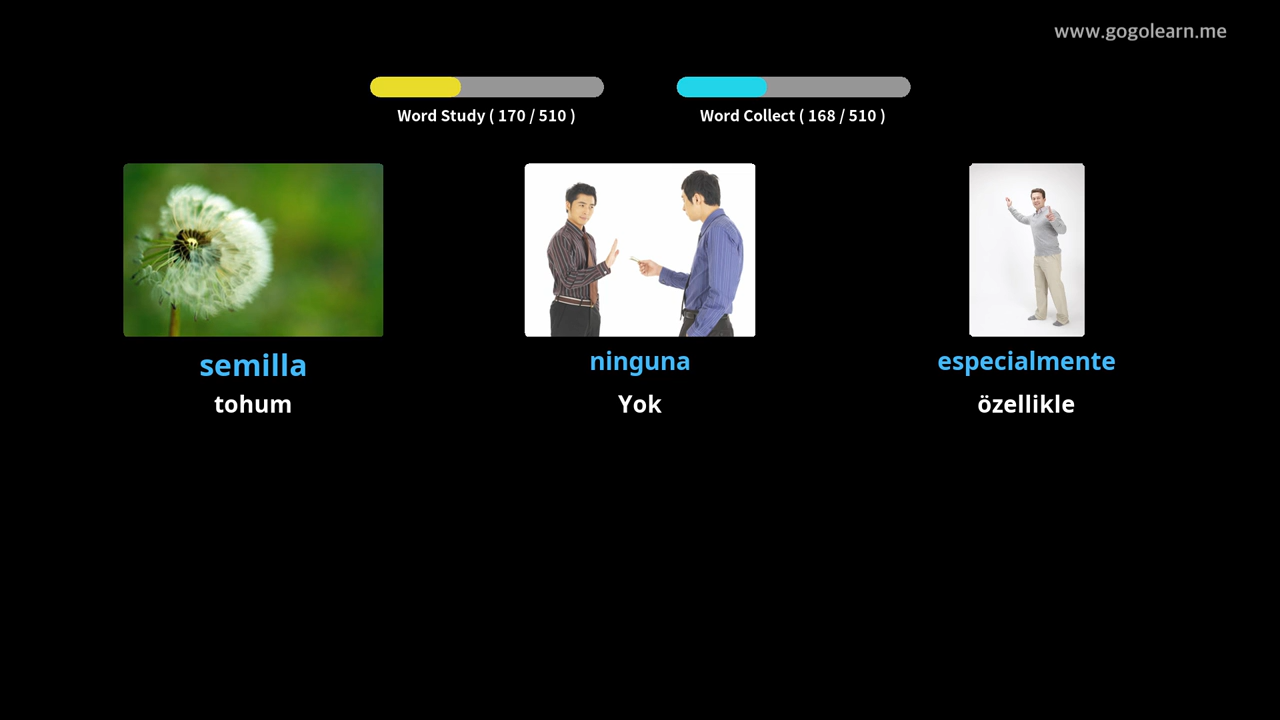 www.gogolearn.me
Word Study ( 170 / 510 )
Word Collect ( 168 / 510 )
semilla
tohum
ninguna
Yok
especialmente
özellikle